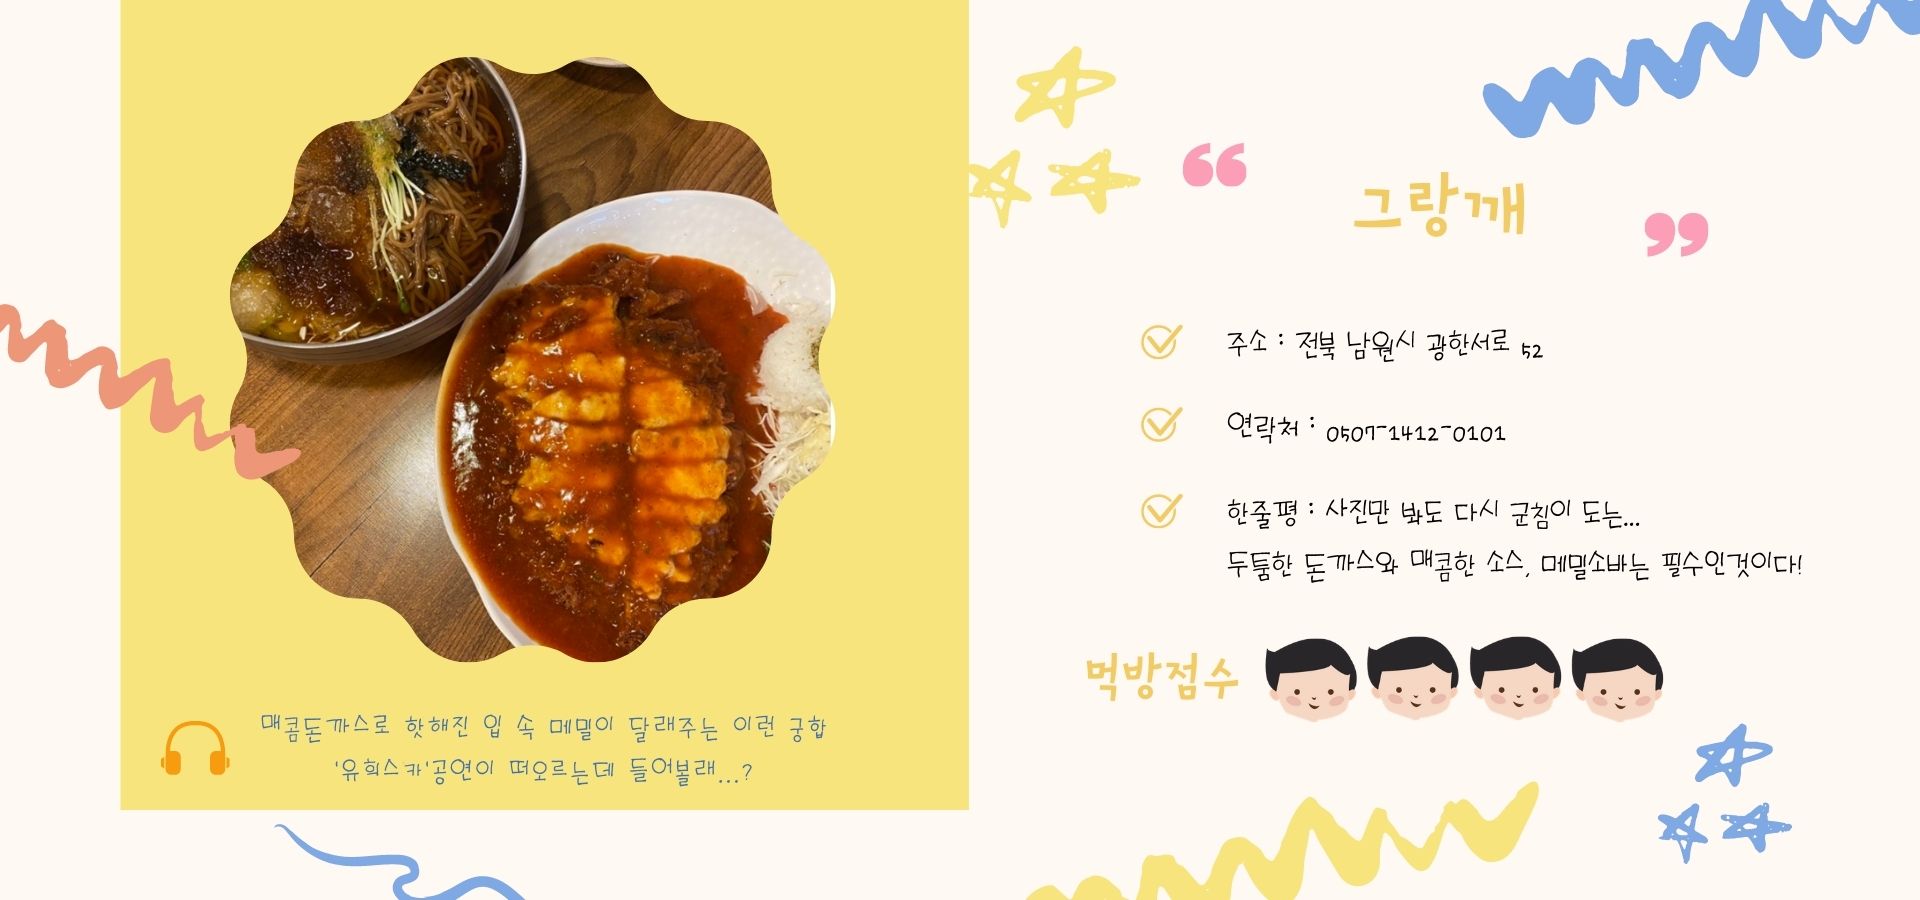 매콤돈까스로 핫해진 입 속 메밀이 달래주는 이런 궁합
'유희스카'공연이 떠오르는데 들어볼래...?
“ 그랑깨 ”
주소 : 전북 남원시 광한서로 52
연락처 : 0507-1412-0101
한줄평 : 사진만 봐도 다시 군침이 도는...
두툼한 돈까스와 매콤한 소스, 메밀소바는 필수인것이다!
먹방점수